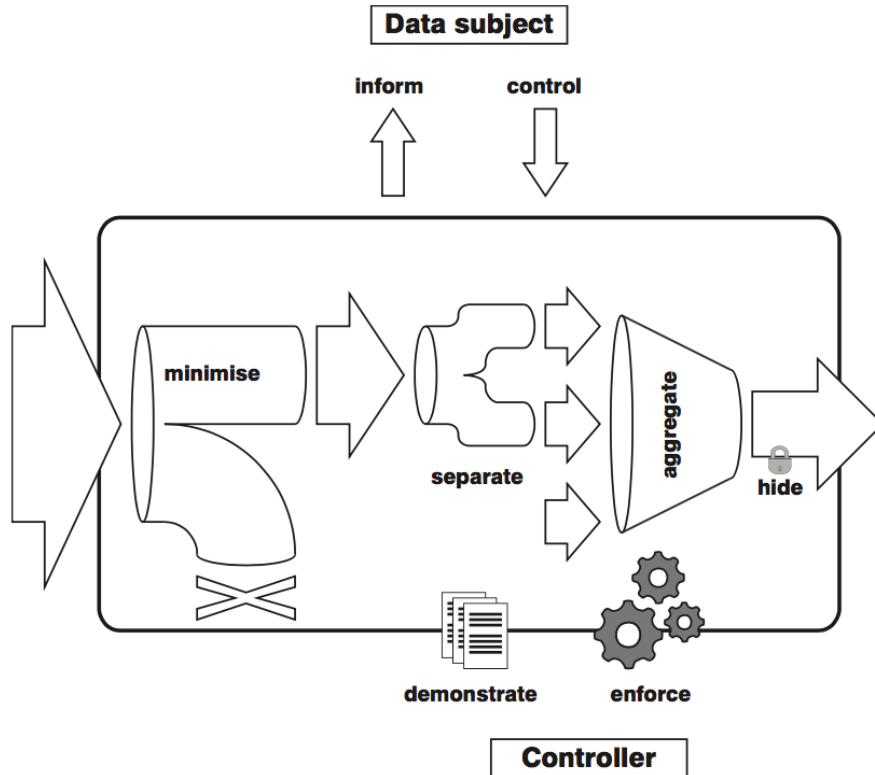 Data subject
inform control
minimise
separate
aggregate
hide
demonstrate enforce
Controller